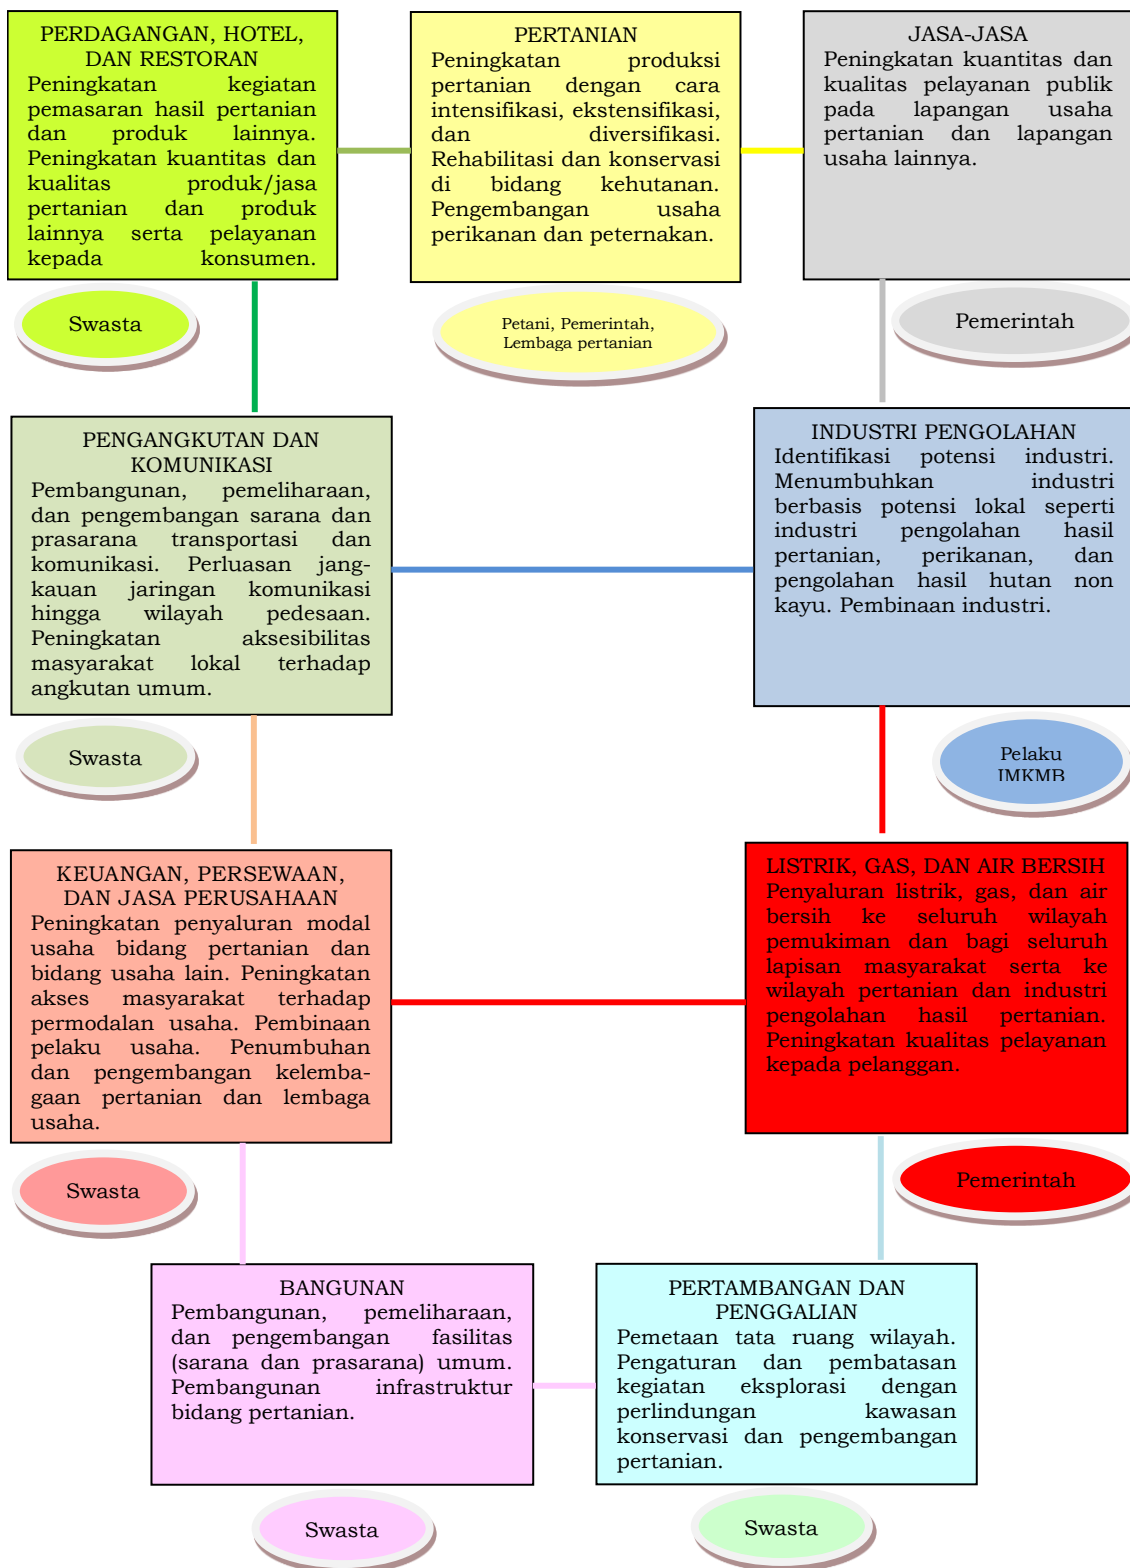 PERDAGANGAN, HOTEL,
DAN RESTORAN
Peningkatan kegiatan
pemasaran hasil pertanian
dan produk lainnya.
Peningkatan kuantitas dan
kualitas produk/jasa
pertanian dan produk
lainnya serta pelayanan
kepada konsumen.
PERTANIAN
Peningkatan produksi
pertanian dengan cara
intensifikasi, ekstensifikasi,
dan diversifikasi.
Rehabilitasi dan konservasi
di bidang kehutanan.
Pengembangan usaha
perikanan dan peternakan.
JASA-JASA
Peningkatan kuantitas dan
kualitas pelayanan publik
pada lapangan usaha
pertanian dan lapangan
usaha lainnya.
Swasta
Petani, Pemerintah,
Lembaga pertanian
Pemerintah
PENGANGKUTAN DAN
KOMUNIKASI
Pembangunan, pemeliharaan,
dan pengembangan sarana dan
prasarana transportasi dan
komunikasi. Perluasan jang-
kauan jaringan komunikasi
hingga wilayah pedesaan.
Peningkatan aksesibilitas
masyarakat lokal terhadap
angkutan umum.
INDUSTRI PENGOLAHAN
Identifikasi potensi industri.
Menumbuhkan industri
berbasis potensi lokal seperti
industri pengolahan hasil
pertanian, perikanan, dan
pengolahan hasil hutan non
kayu. Pembinaan industri.
Swasta
Pelaku
IMKMB
KEUANGAN, PERSEWAAN,
DAN JASA PERUSAHAAN
Peningkatan penyaluran modal
usaha bidang pertanian dan
bidang usaha lain. Peningkatan
akses masyarakat terhadap
permodalan usaha. Pembinaan
pelaku usaha. Penumbuhan
dan pengembangan kelemba-
gaan pertanian dan lembaga
usaha.
LISTRIK, GAS, DAN AIR BERSIH
Penyaluran listrik, gas, dan air
bersih ke seluruh wilayah
pemukiman dan bagi seluruh
lapisan masyarakat serta ke
wilayah pertanian dan industri
pengolahan hasil pertanian.
Peningkatan kualitas pelayanan
kepada pelanggan.
Swasta
Pemerintah
BANGUNAN
Pembangunan, pemeliharaan,
dan pengembangan fasilitas
(sarana dan prasarana) umum.
Pembangunan infrastruktur
bidang pertanian.
PERTAMBANGAN DAN
PENGGALIAN
Pemetaan tata ruang wilayah.
Pengaturan dan pembatasan
kegiatan eksplorasi dengan
perlindungan kawasan
konservasi dan pengembangan
pertanian.
Swasta
Swasta